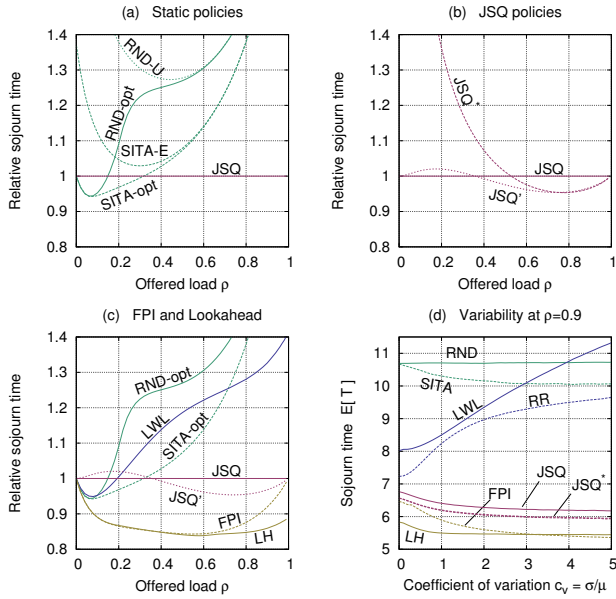 (a) Static policies
Relative sojourn time
1.4
1.3
1.2
1.1
1
0.9
0.8
RND-U
RND-opt
SITA-E
JSQ
SITA-opt
0
0.2
0.4
0.6
0.8
1
Offered load ρ
(b) JSQ policies
Relative sojourn time
1.4
1.3
1.2
1.1
1
0.9
0.8
JSQ*
JSQ
JSQ'
0
0.2
0.4
0.6
0.8
1
Offered load ρ
(c) FPI and Lookahead
Relative sojourn time
1.4
1.3
1.2
1.1
1
0.9
0.8
RND-opt
LWL
SITA-opt
JSQ
JSQ'
FPI
LH
0
0.2
0.4
0.6
0.8
1
Offered load ρ
(d) Variability at ρ=0.9
Sojourn time E[ T ]
11
10
9
8
7
6
5
RND
SITA
LWL
RR
FPI
JSQ
JSQ*
LH
0
1
2
3
4
5
Coefficient of variation cᵥ = σ/μ